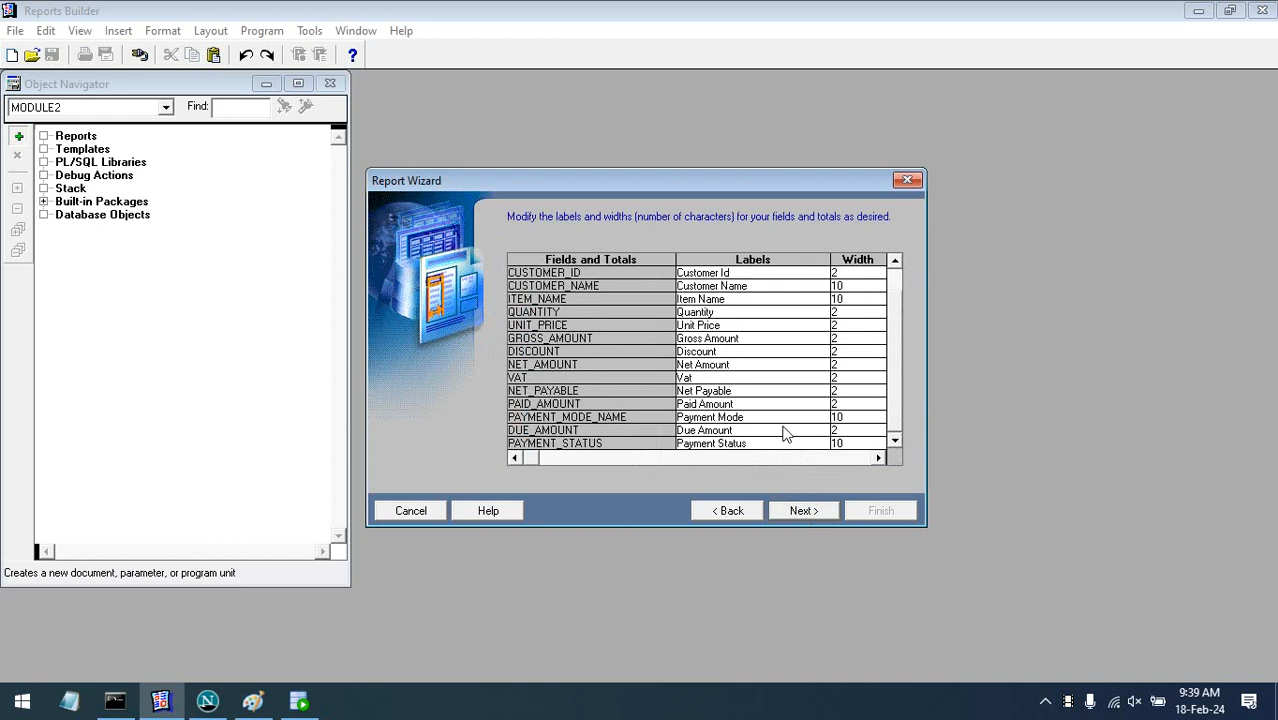 Reports Builder
File Edit View Insert Format Layout Program Tools Window Help
Object Navigator
MODULE2 Find:
Reports
Templates
PL/SQL Libraries
Debug Actions
Stack
Built-in Packages
Database Objects
Creates a new document, parameter, or program unit
Report Wizard
Modify the labels and widths (number of characters) for your fields and totals as desired.
Fields and Totals Labels Width
CUSTOMER_ID Customer Id 2
CUSTOMER_NAME Customer Name 10
ITEM_NAME Item Name 10
QUANTITY Quantity 2
UNIT_PRICE Unit Price 2
GROSS_AMOUNT Gross Amount 2
DISCOUNT Discount 2
NET_AMOUNT Net Amount 2
VAT Vat 2
NET_PAYABLE Net Payable 2
PAID_AMOUNT Paid Amount 2
PAYMENT_MODE_NAME Payment Mode 10
DUE_AMOUNT Due Amount 2
PAYMENT_STATUS Payment Status 10
Cancel Help < Back Next > Finish
9:39 AM
18-Feb-24